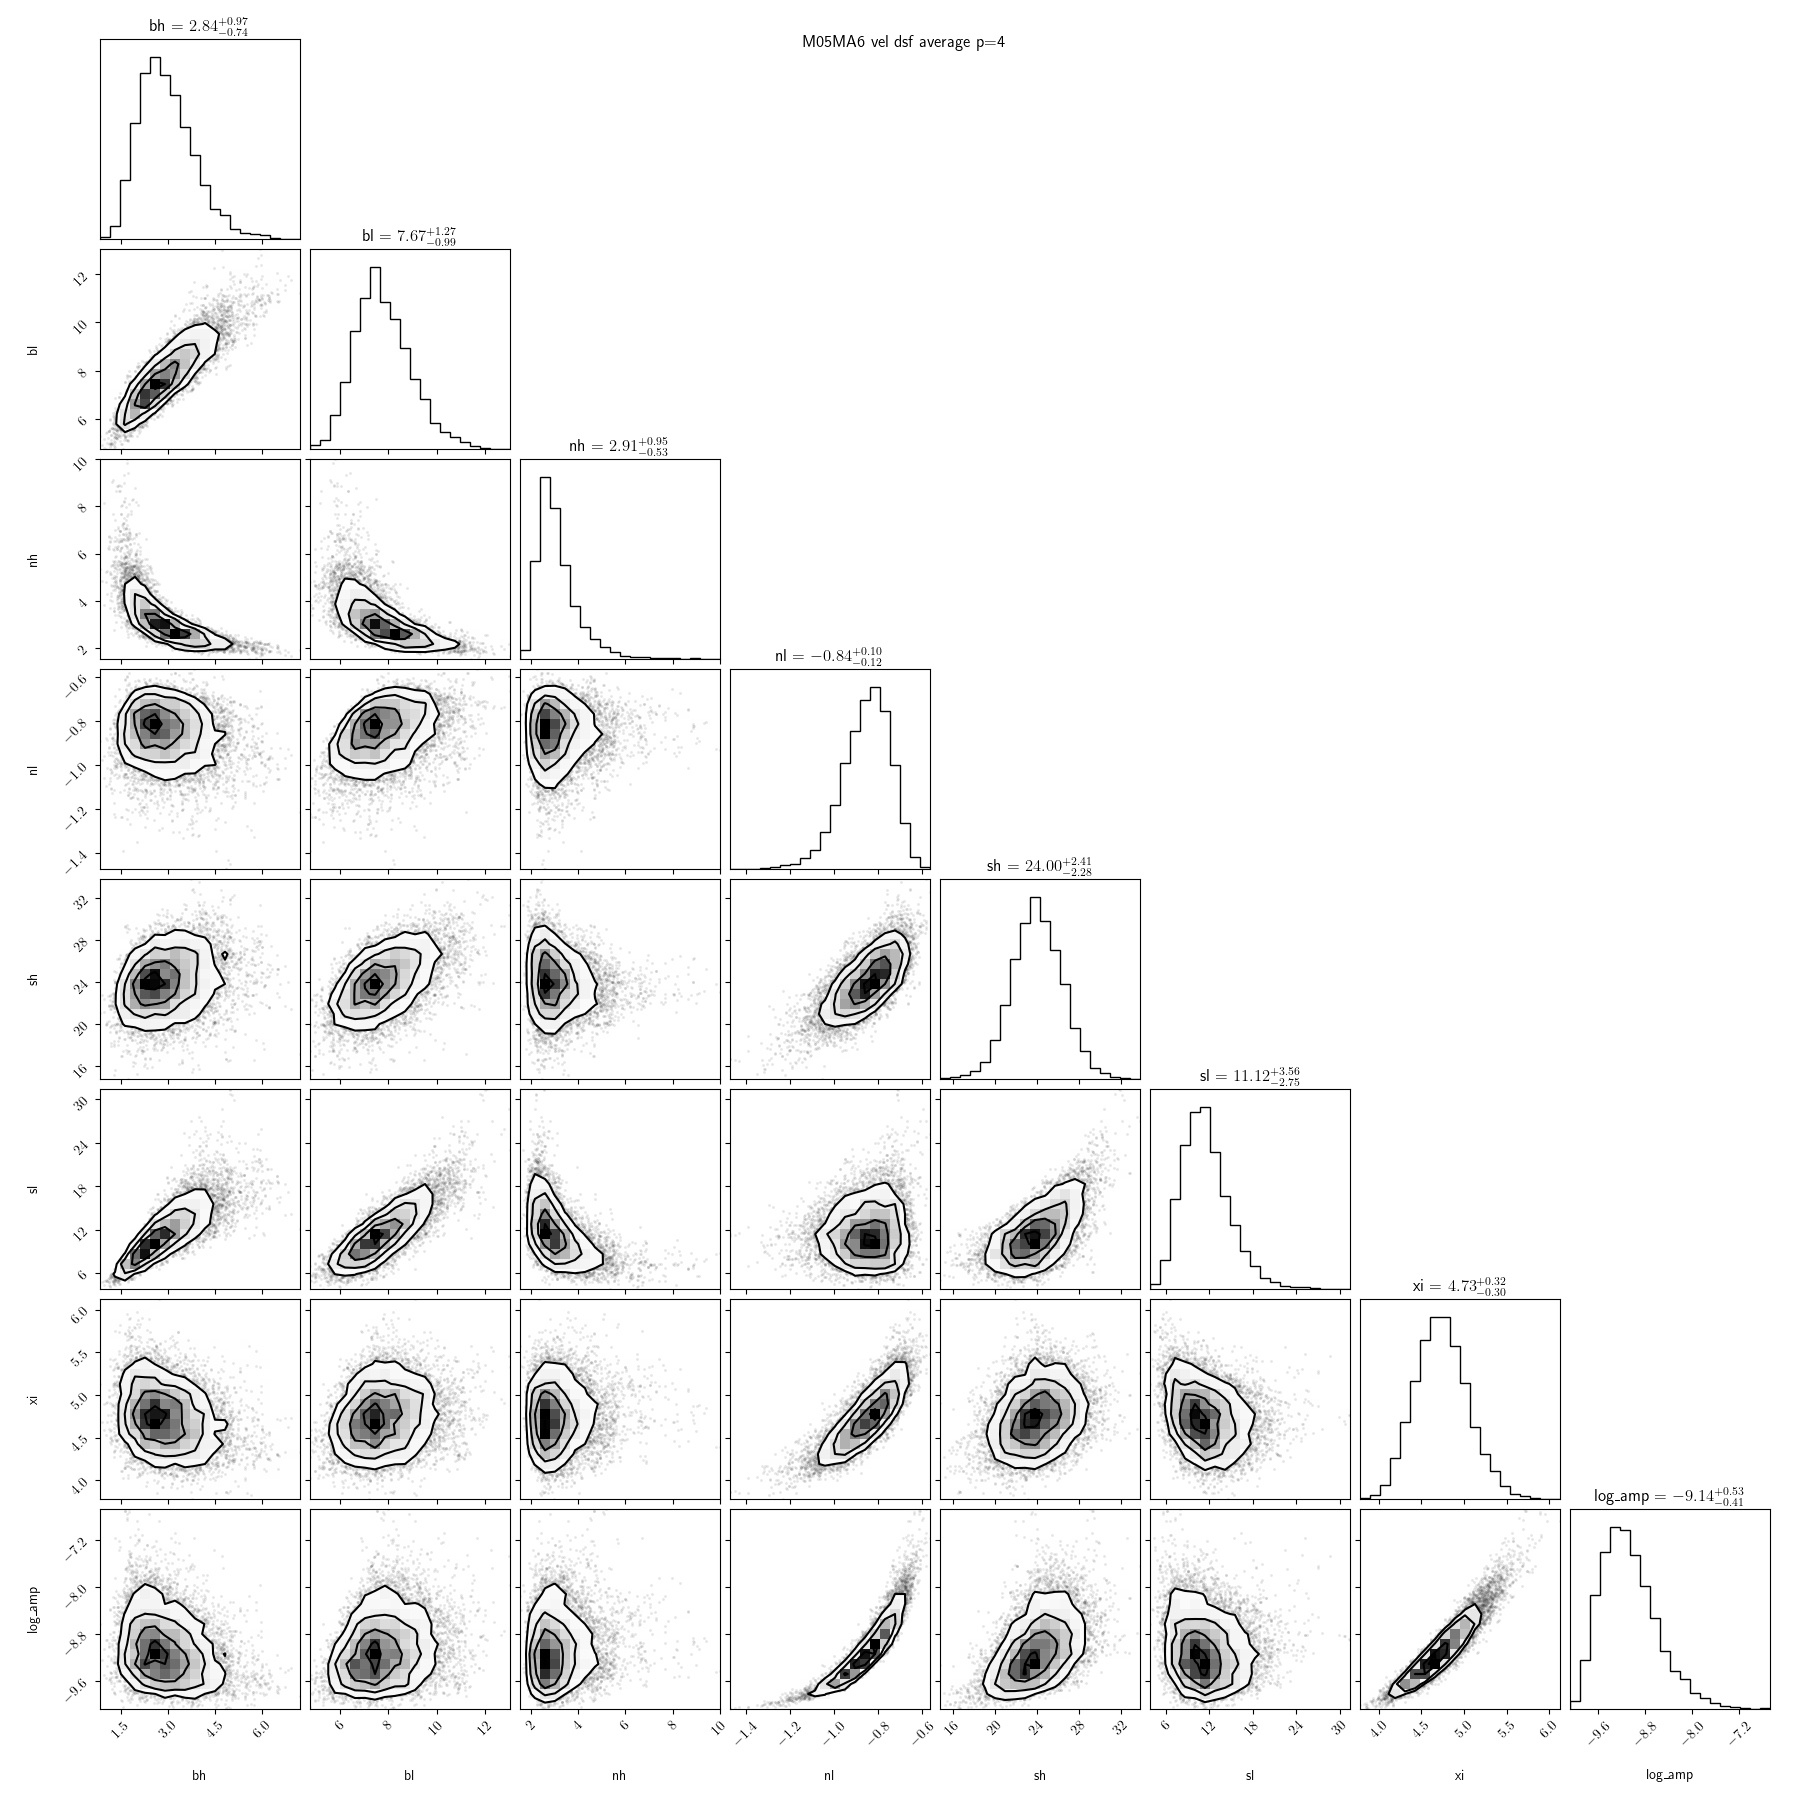 bh = 2.84+0.97−0.74
M05MA6 vel dsf average p=4
bl = 7.67+1.27−0.99
12
10
8
6
bl
nh = 2.91+0.95−0.53
10
8
6
4
2
nh
nl = −0.84+0.10−0.12
−0.6
−0.8
−1.0
−1.2
−1.4
nl
sh = 24.00+2.41−2.28
32
28
24
20
16
sh
sl = 11.12+3.56−2.75
30
24
18
12
6
sl
xi = 4.73+0.32−0.30
6.0
5.5
5.0
4.5
4.0
xi
log_amp = −9.14+0.53−0.41
−7.2
−8.0
−8.8
−9.6
log_amp
1.5 3.0 4.5 6.0 6 8 10 12 2 4 6 8 10 −1.4 −1.2 −1.0 −0.8 −0.6 16 20 24 28 32 6 12 18 24 30 4.0 4.5 5.0 5.5 6.0 −9.6 −8.8 −8.0 −7.2
bh bl nh nl sh sl xi log_amp